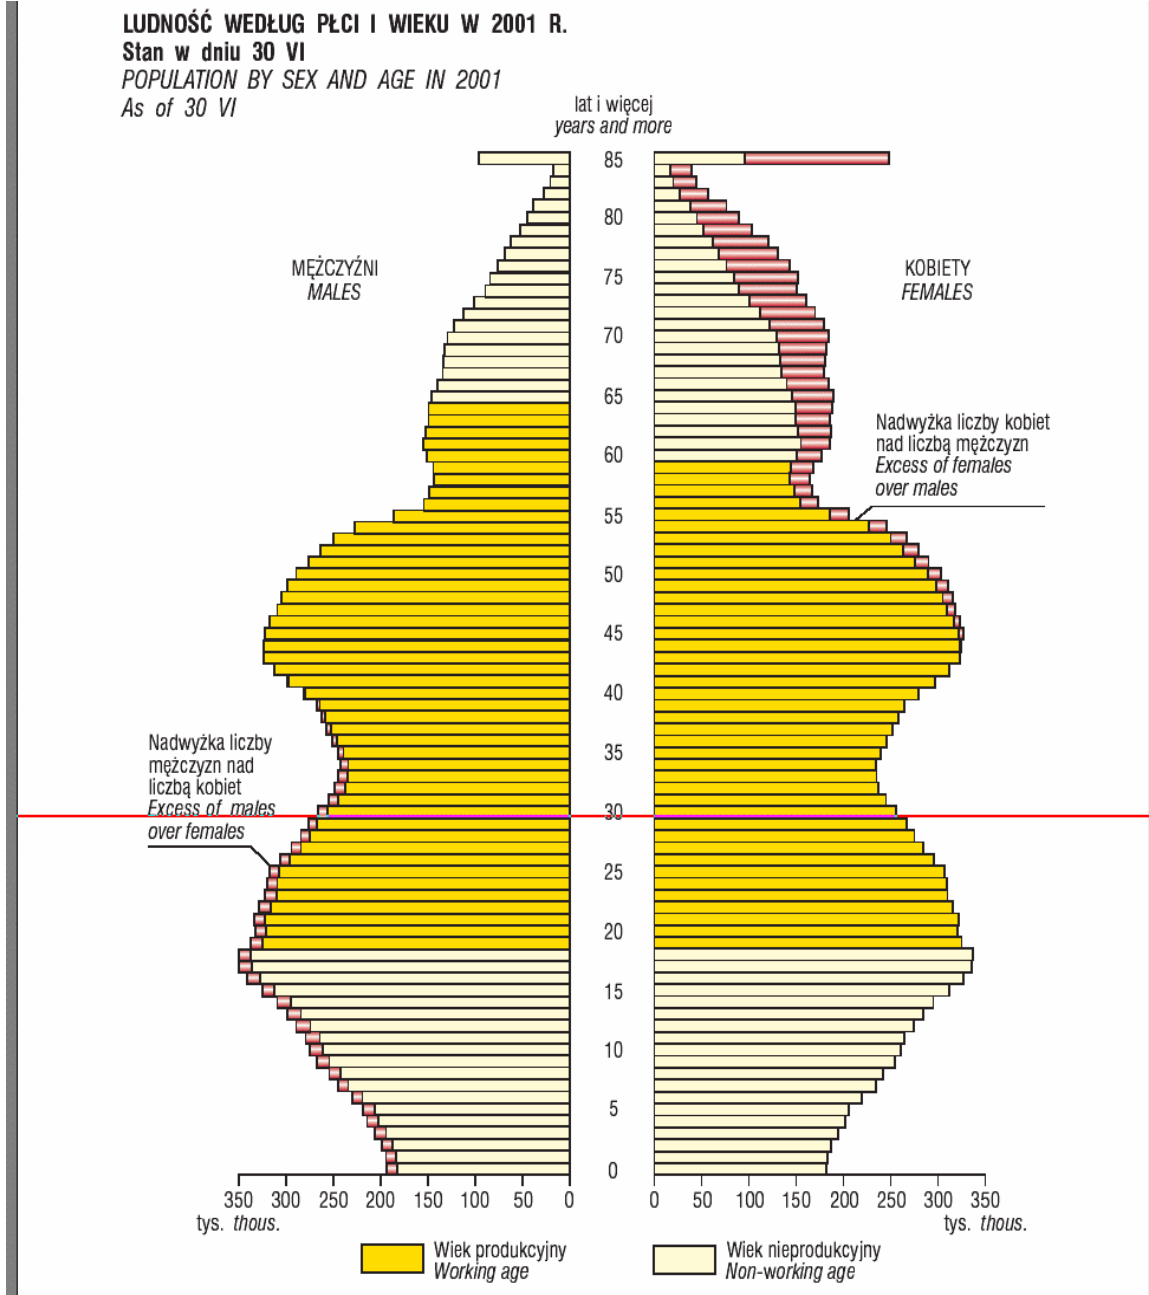 LUDNOŚĆ WEDŁUG PŁCI I WIEKU W 2001 R.
Stan w dniu 30 VI
POPULATION BY SEX AND AGE IN 2001
As of 30 VI
lat i więcej
years and more
85
80
MĘŻCZYŹNI
MALES
KOBIETY
FEMALES
75
70
65
Nadwyżka liczby kobiet
nad liczbą mężczyzn
Excess of females
over males
60
55
50
45
40
Nadwyżka liczby
mężczyzn nad
liczbą kobiet
Excess of males
over females
35
30
25
20
15
10
5
0
350 300 250 200 150 100 50 0
0 50 100 150 200 250 300 350
tys. thous.
tys. thous.
Wiek produkcyjny
Working age
Wiek nieprodukcyjny
Non-working age